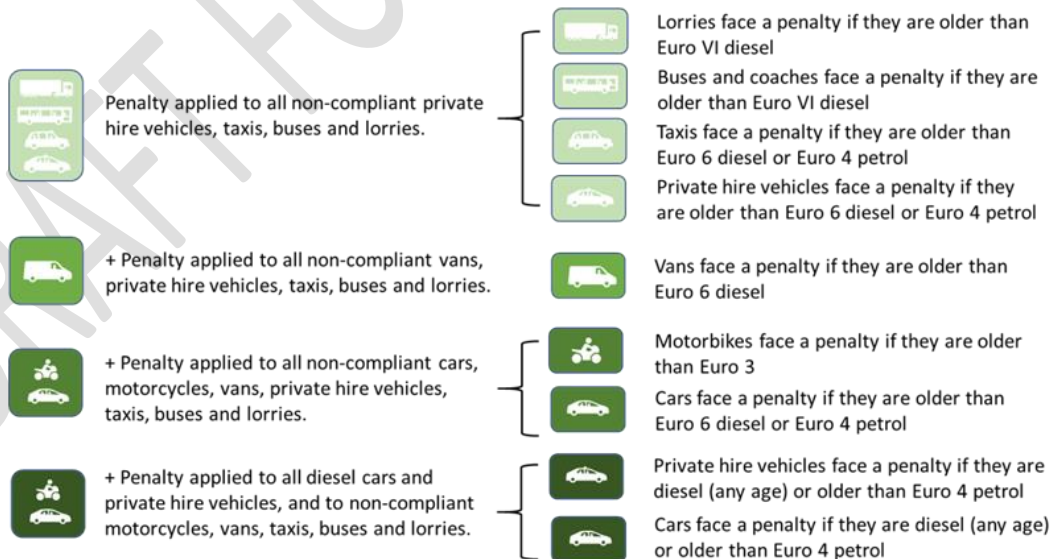 Lorries face a penalty if they are older than
Euro VI diesel
Buses and coaches face a penalty if they are
older than Euro VI diesel
Penalty applied to all non-compliant private
hire vehicles, taxis, buses and lorries.
Taxis face a penalty if they are older than
Euro 6 diesel or Euro 4 petrol
Private hire vehicles face a penalty if they
are older than Euro 6 diesel or Euro 4 petrol
+ Penalty applied to all non-compliant vans,
private hire vehicles, taxis, buses and lorries.
Vans face a penalty if they are older than
Euro 6 diesel
+ Penalty applied to all non-compliant cars,
motorcycles, vans, private hire vehicles,
taxis, buses and lorries.
Motorbikes face a penalty if they are older
than Euro 3
Cars face a penalty if they are older than
Euro 6 diesel or Euro 4 petrol
+ Penalty applied to all diesel cars and
private hire vehicles, and to non-compliant
motorcycles, vans, taxis, buses and lorries.
Private hire vehicles face a penalty if they are
diesel (any age) or older than Euro 4 petrol
Cars face a penalty if they are diesel (any age)
or older than Euro 4 petrol